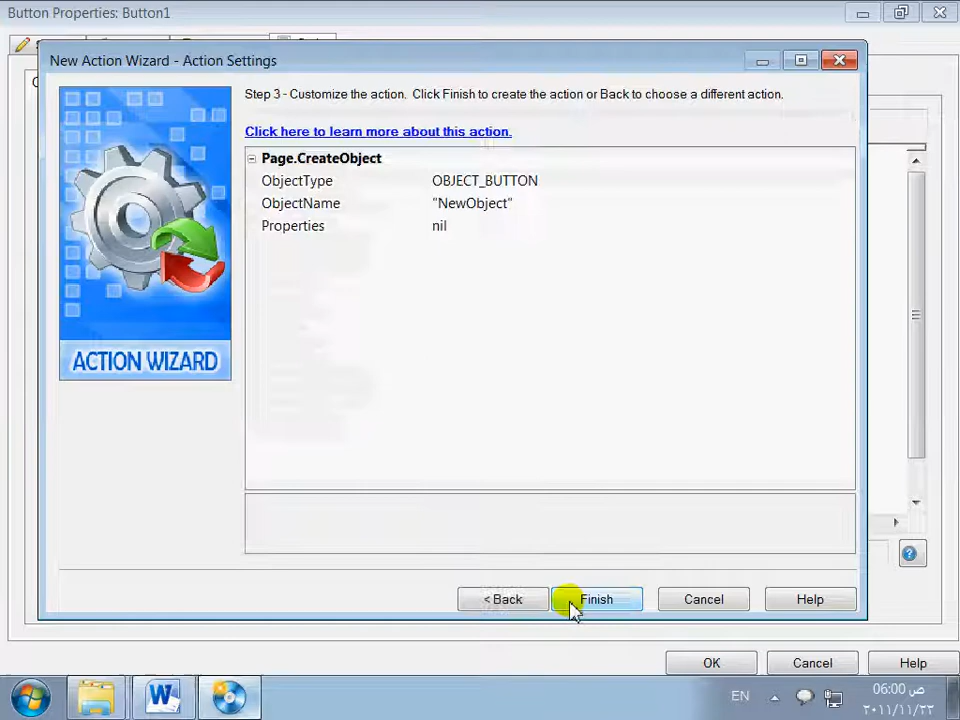 Button Properties: Button1
New Action Wizard - Action Settings
Step 3 - Customize the action. Click Finish to create the action or Back to choose a different action.
Click here to learn more about this action.
Page.CreateObject
ObjectType OBJECT_BUTTON
ObjectName "NewObject"
Properties nil
ACTION WIZARD
< Back Finish Cancel Help
OK Cancel Help
EN
06:00 ص
٢٠١١/١١/٢٣